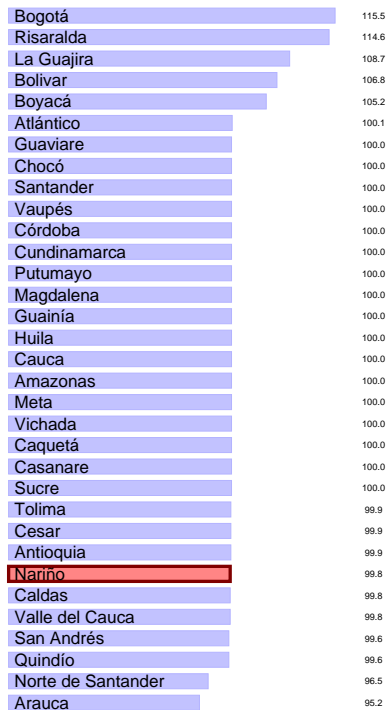 Bogotá 115.5
Risaralda 114.6
La Guajira 108.7
Bolivar 106.8
Boyacá 105.2
Atlántico 100.1
Guaviare 100.0
Chocó 100.0
Santander 100.0
Vaupés 100.0
Córdoba 100.0
Cundinamarca 100.0
Putumayo 100.0
Magdalena 100.0
Guainía 100.0
Huila 100.0
Cauca 100.0
Amazonas 100.0
Meta 100.0
Vichada 100.0
Caquetá 100.0
Casanare 100.0
Sucre 100.0
Tolima 99.9
Cesar 99.9
Antioquia 99.9
Nariño 99.8
Caldas 99.8
Valle del Cauca 99.8
San Andrés 99.6
Quindío 99.6
Norte de Santander 96.5
Arauca 95.2